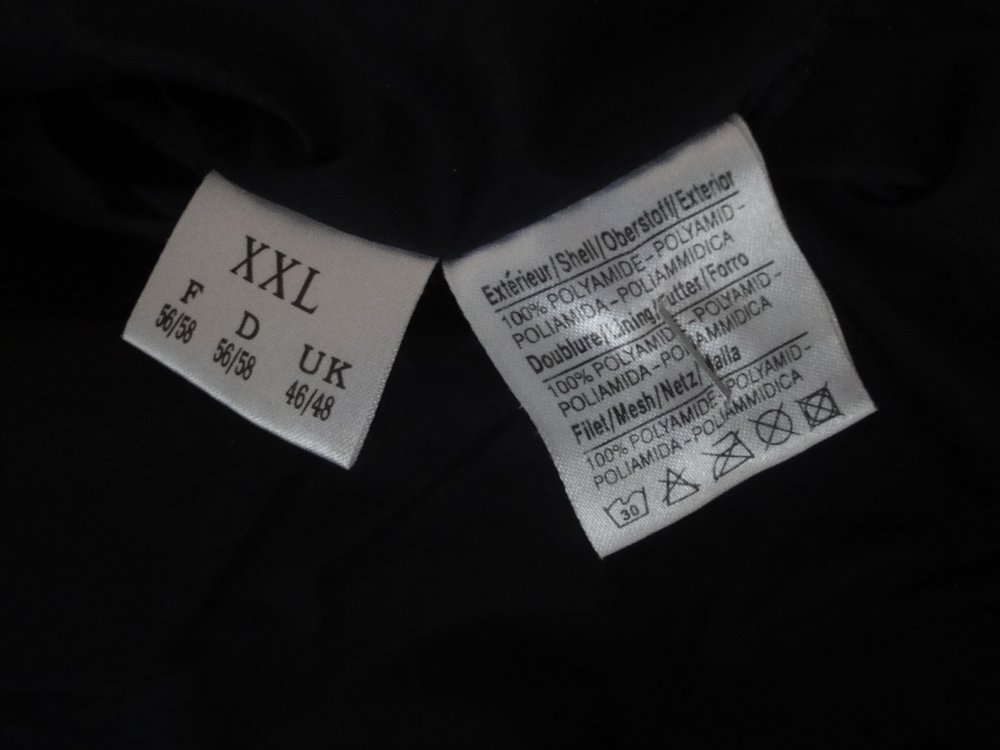 XXL
F D UK
56/58 56/58 46/48
Extérieur/Shell/Oberstoff/Exterior
100% POLYAMIDE-POLYAMID-
POLIAMIDA-POLIAMMIDICA
Doublure/Lining/Futter/Forro
100% POLYAMIDE-POLYAMID-
POLIAMIDA-POLIAMMIDICA
Filet/Mesh/Netz/Malla
100% POLYAMIDE-POLYAMID-
POLIAMIDA-POLIAMMIDICA
30